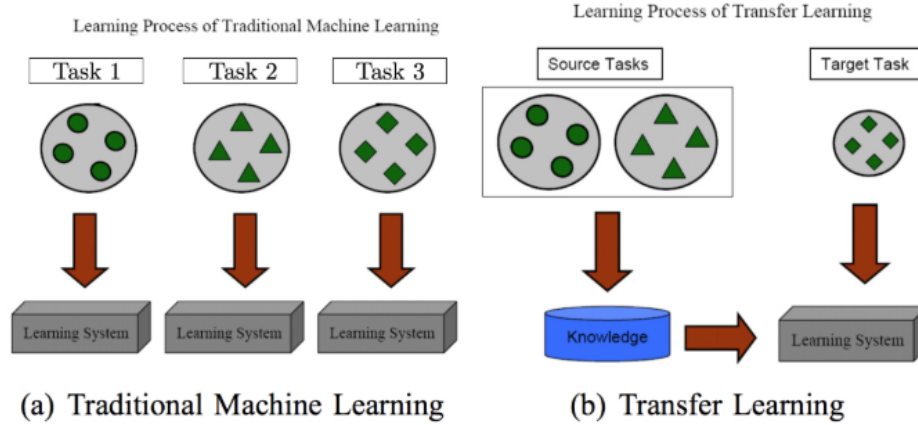 Learning Process of Traditional Machine Learning
Task 1
Task 2
Task 3
Learning System
Learning System
Learning System
(a) Traditional Machine Learning
Learning Process of Transfer Learning
Source Tasks
Target Task
Knowledge
Learning System
(b) Transfer Learning